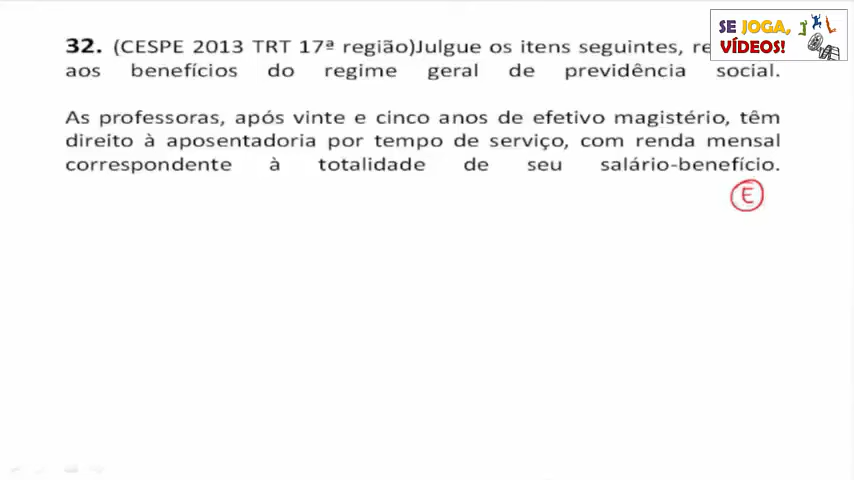 SE JOGA,
VÍDEOS!
32. (CESPE 2013 TRT 17ª região)Julgue os itens seguintes,
aos benefícios do regime geral de previdência social.
As professoras, após vinte e cinco anos de efetivo magistério, têm
direito à aposentadoria por tempo de serviço, com renda mensal
correspondente à totalidade de seu salário-benefício.
E